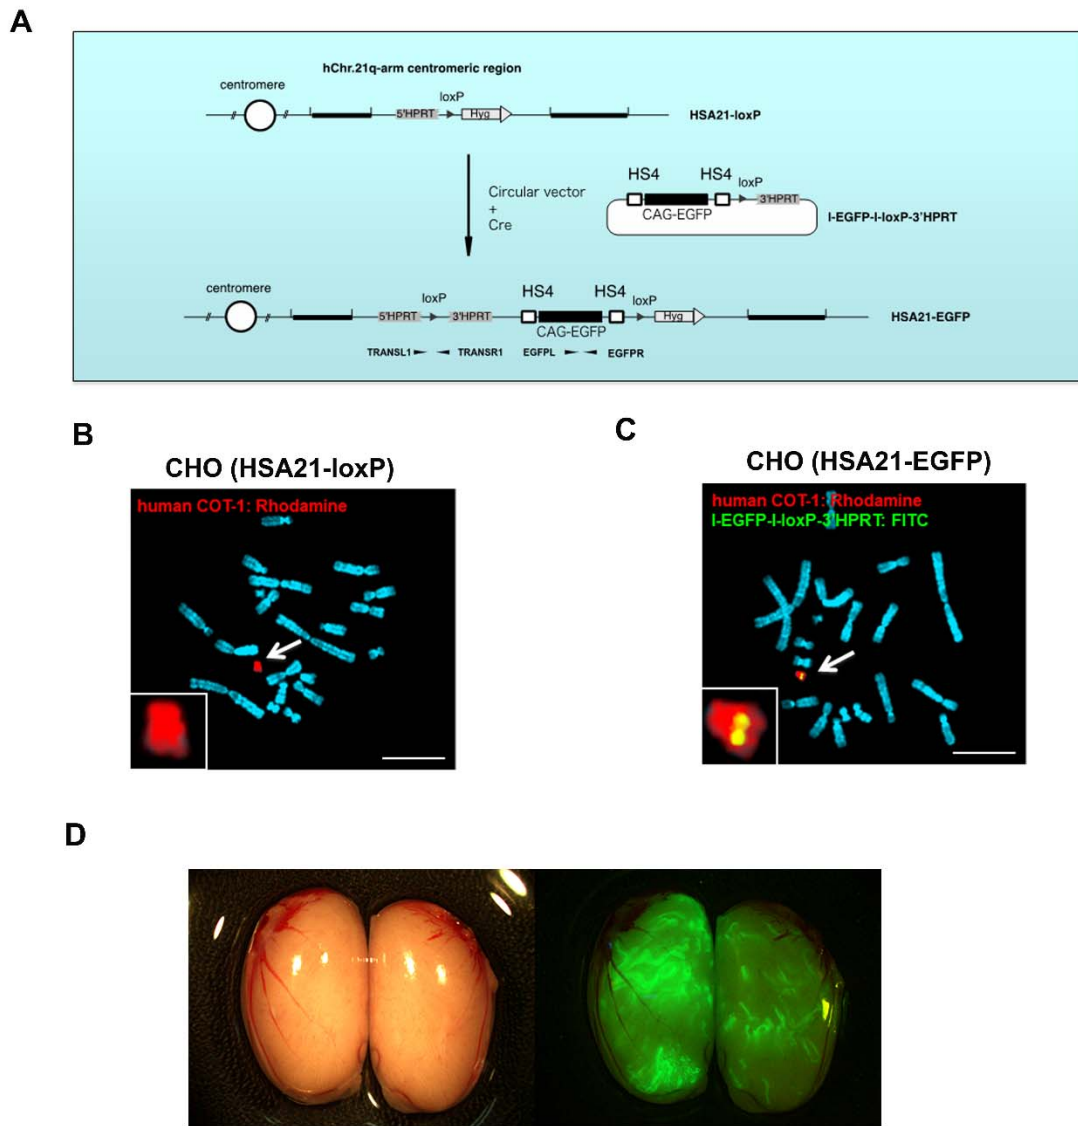 A
hChr.21q-arm centromeric region
centromere
loxP
5'HPRT
Hyg
HSA21-loxP
Circular vector
+
Cre
HS4 HS4 loxP
3'HPRT
CAG-EGFP
I-EGFP-I-loxP-3'HPRT
centromere
loxP HS4 HS4 loxP
5'HPRT 3'HPRT Hyg
CAG-EGFP
HSA21-EGFP
TRANSL1 TRANSR1 EGFPL EGFPR
B
CHO (HSA21-loxP)
human COT-1: Rhodamine
C
CHO (HSA21-EGFP)
human COT-1: Rhodamine
I-EGFP-I-loxP-3'HPRT: FITC
D